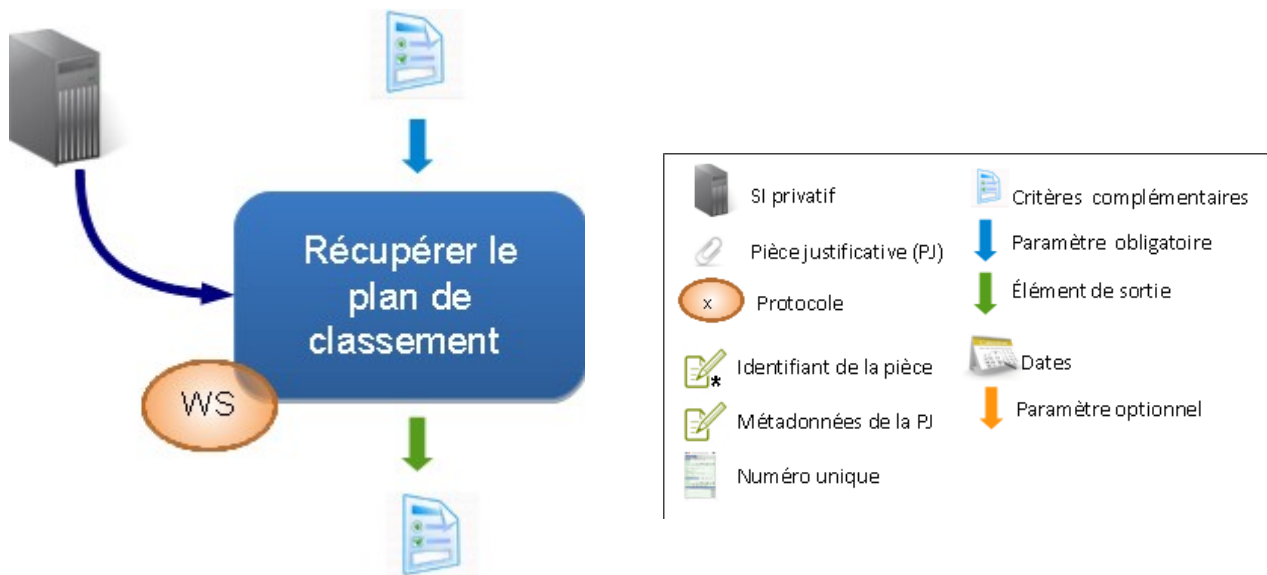 Récupérer le
plan de
classement
WS
SI privatif
Pièce justificative (PJ)
x
Protocole
Identifiant de la pièce
*
Métadonnées de la PJ
Numéro unique
Critères complémentaires
Paramètre obligatoire
Élément de sortie
Dates
Paramètre optionnel